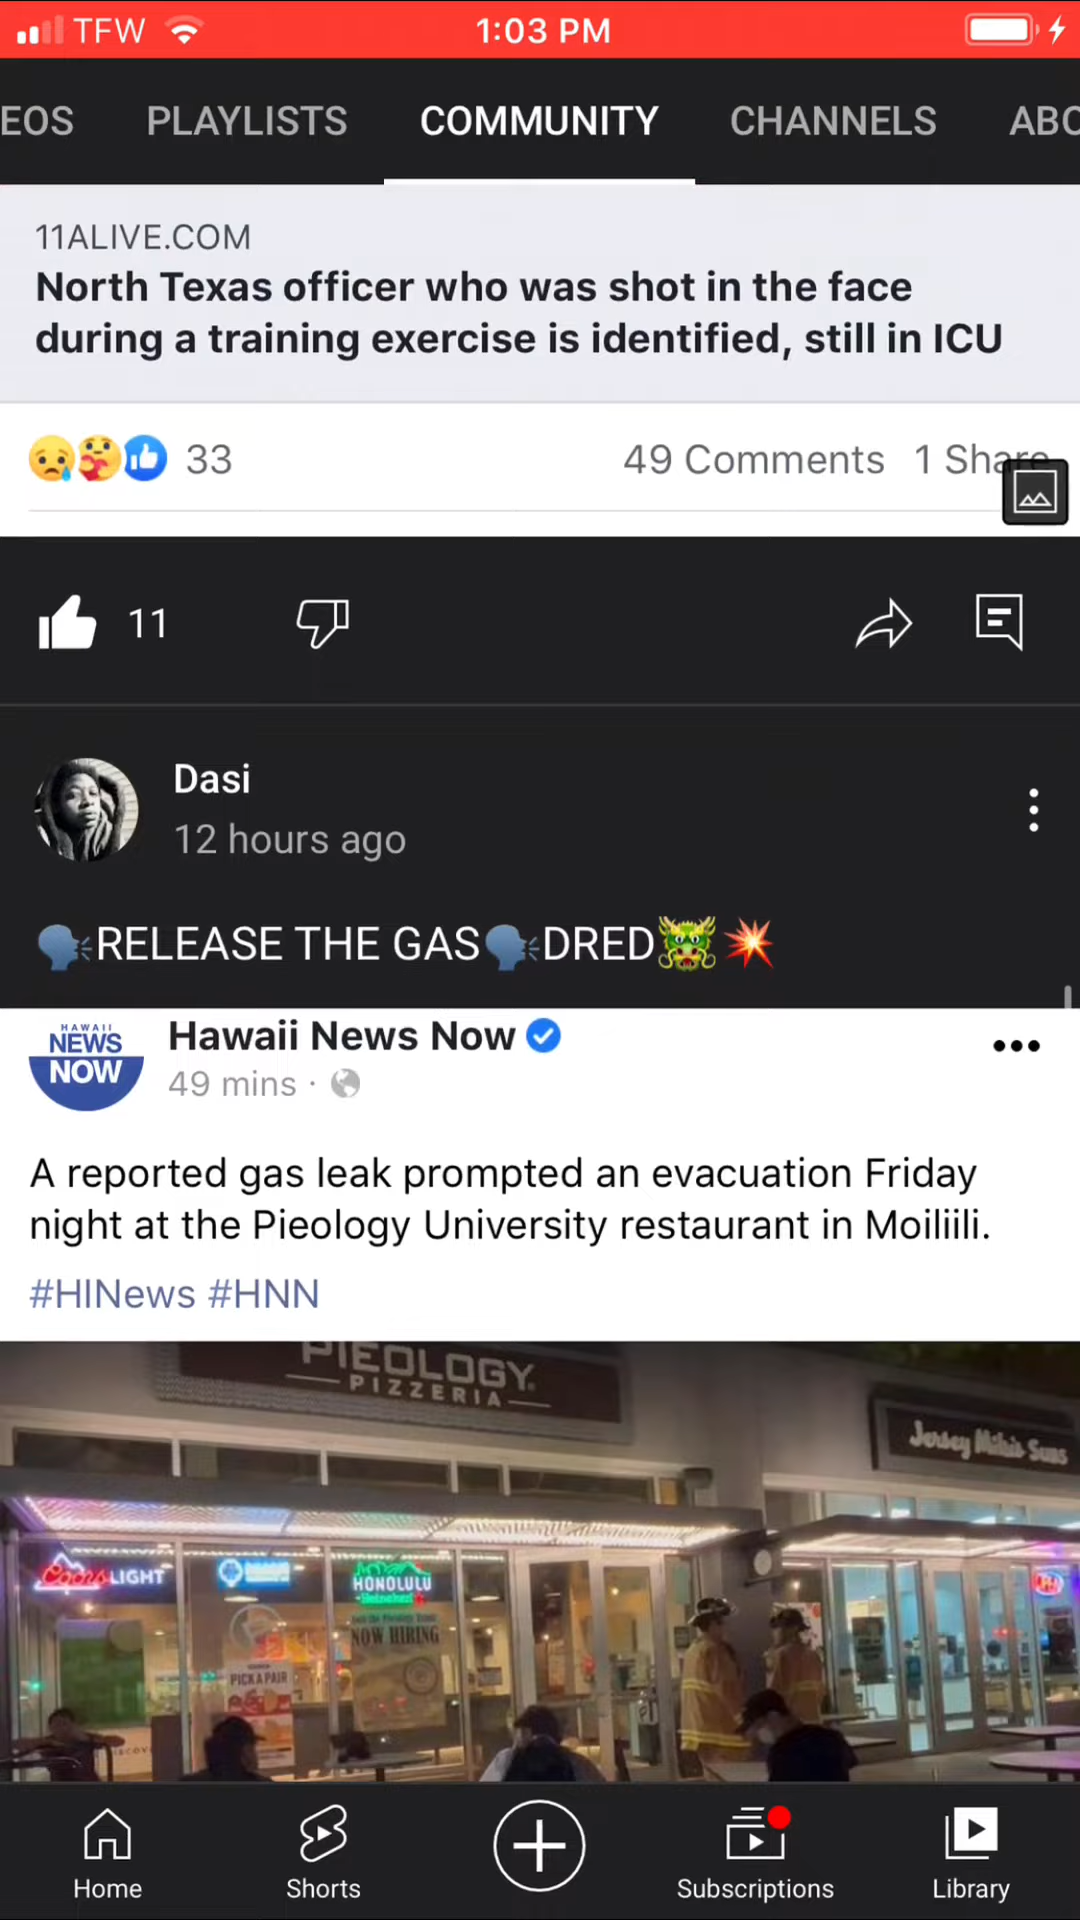 TFW 1:03 PM
EOS PLAYLISTS COMMUNITY CHANNELS ABO
11ALIVE.COM
North Texas officer who was shot in the face
during a training exercise is identified, still in ICU
33 49 Comments 1 Share
11
Dasi
12 hours ago
🗣RELEASE THE GAS🗣DRED🐲💥
HAWAII
NEWS
NOW
Hawaii News Now
49 mins ·
A reported gas leak prompted an evacuation Friday
night at the Pieology University restaurant in Moiliili.
#HINews #HNN
PIEOLOGY
PIZZERIA
Jersey Mike's Subs
Coors LIGHT
HONOLULU
Heineken
NOW HIRING
PICK A PAIR
Home Shorts Subscriptions Library